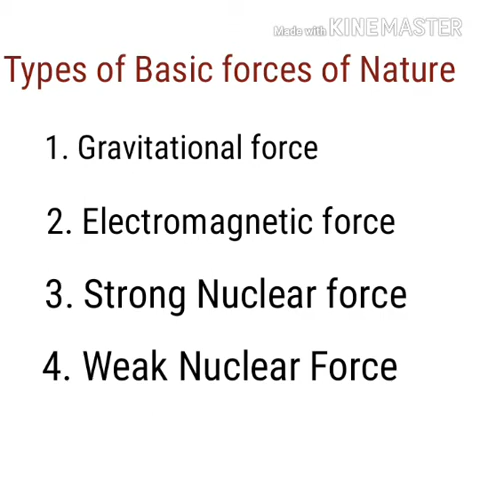 Made with KINEMASTER
Types of Basic forces of Nature
1. Gravitational force
2. Electromagnetic force
3. Strong Nuclear force
4. Weak Nuclear Force